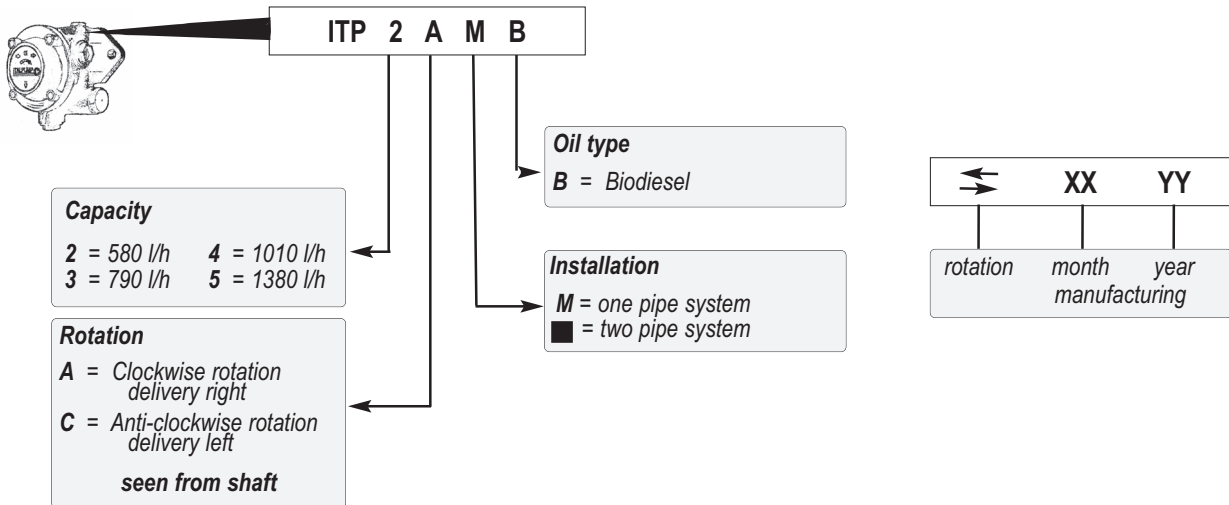 ITP 2 A M B
Oil type
B = Biodiesel
Capacity
2 = 580 l/h 4 = 1010 l/h
3 = 790 l/h 5 = 1380 l/h
Installation
M = one pipe system
= two pipe system
Rotation
A = Clockwise rotation
delivery right
C = Anti-clockwise rotation
delivery left
seen from shaft
XX YY
rotation month year
manufacturing